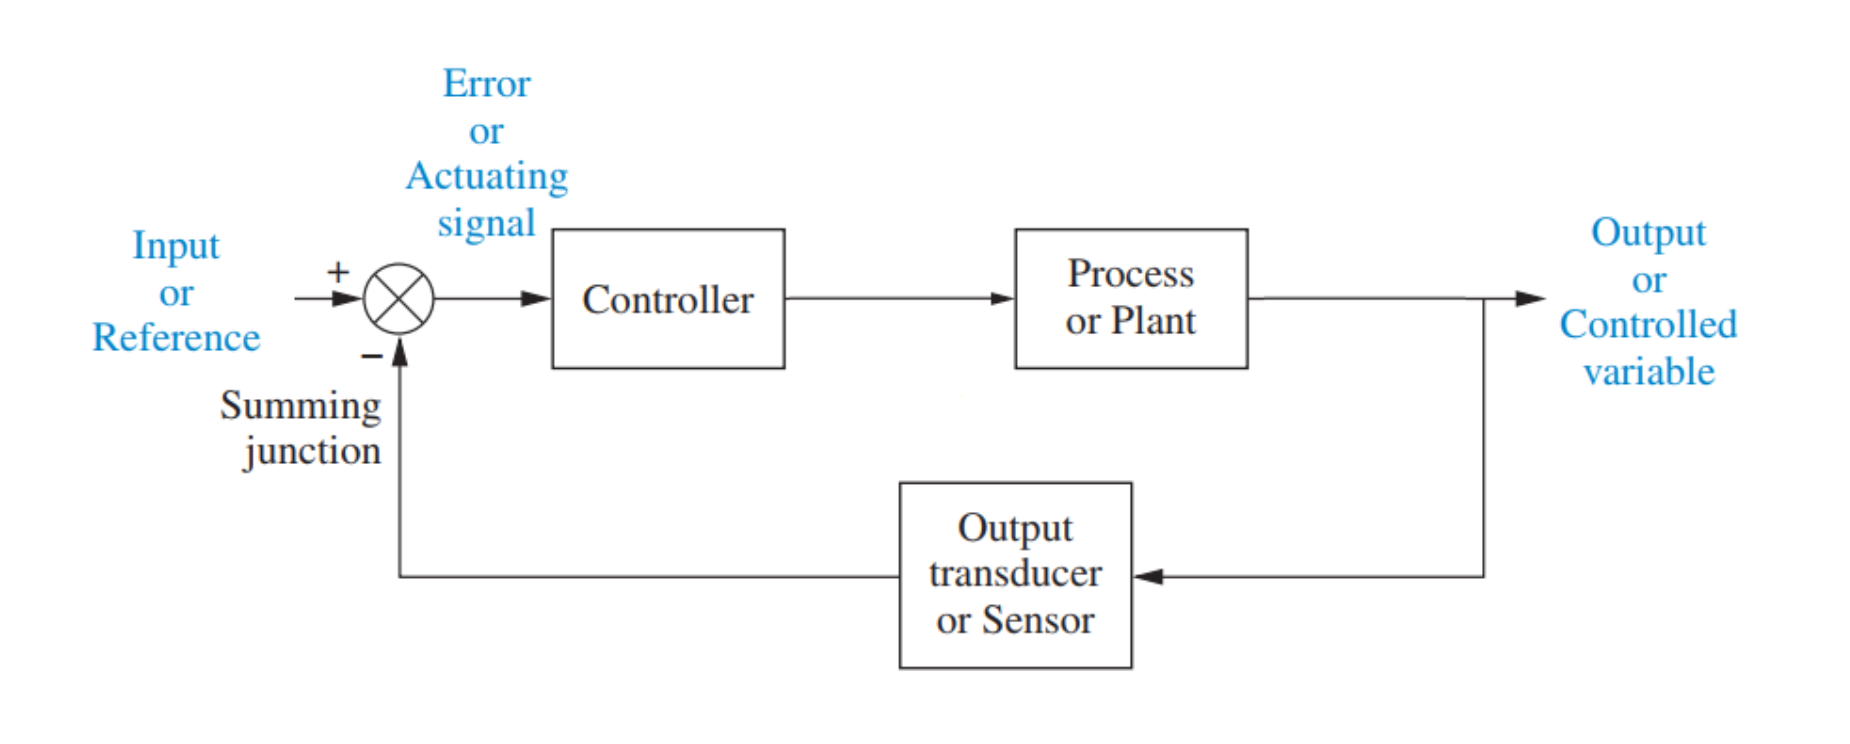 Error
or
Actuating
signal
Input
or
Reference
+
−
Summing
junction
Controller
Process
or Plant
Output
or
Controlled
variable
Output
transducer
or Sensor